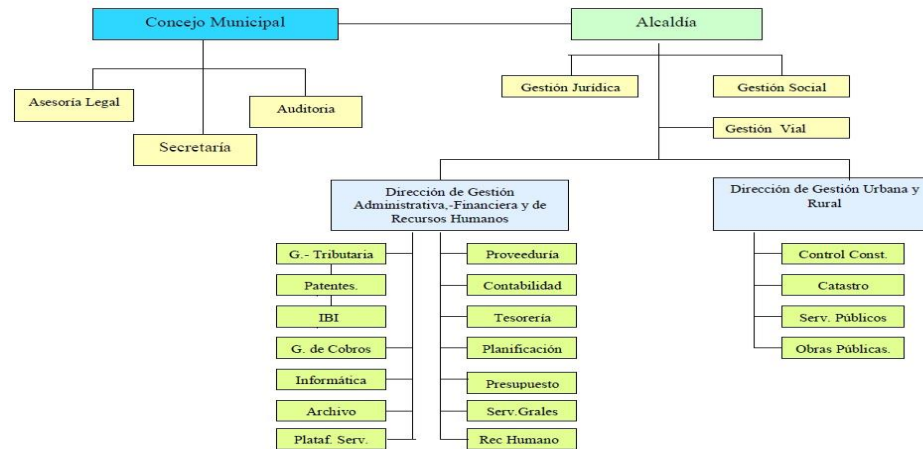 Concejo Municipal
Alcaldía
Asesoría Legal
Auditoria
Secretaría
Gestión Jurídica
Gestión Social
Gestión Vial
Dirección de Gestión
Administrativa,-Financiera y de
Recursos Humanos
Dirección de Gestión Urbana y
Rural
G.- Tributaria
Patentes.
IBI
G. de Cobros
Informática
Archivo
Plataf. Serv.
Proveeduría
Contabilidad
Tesorería
Planificación
Presupuesto
Serv.Grales
Rec Humano
Control Const.
Catastro
Serv. Públicos
Obras Públicas.